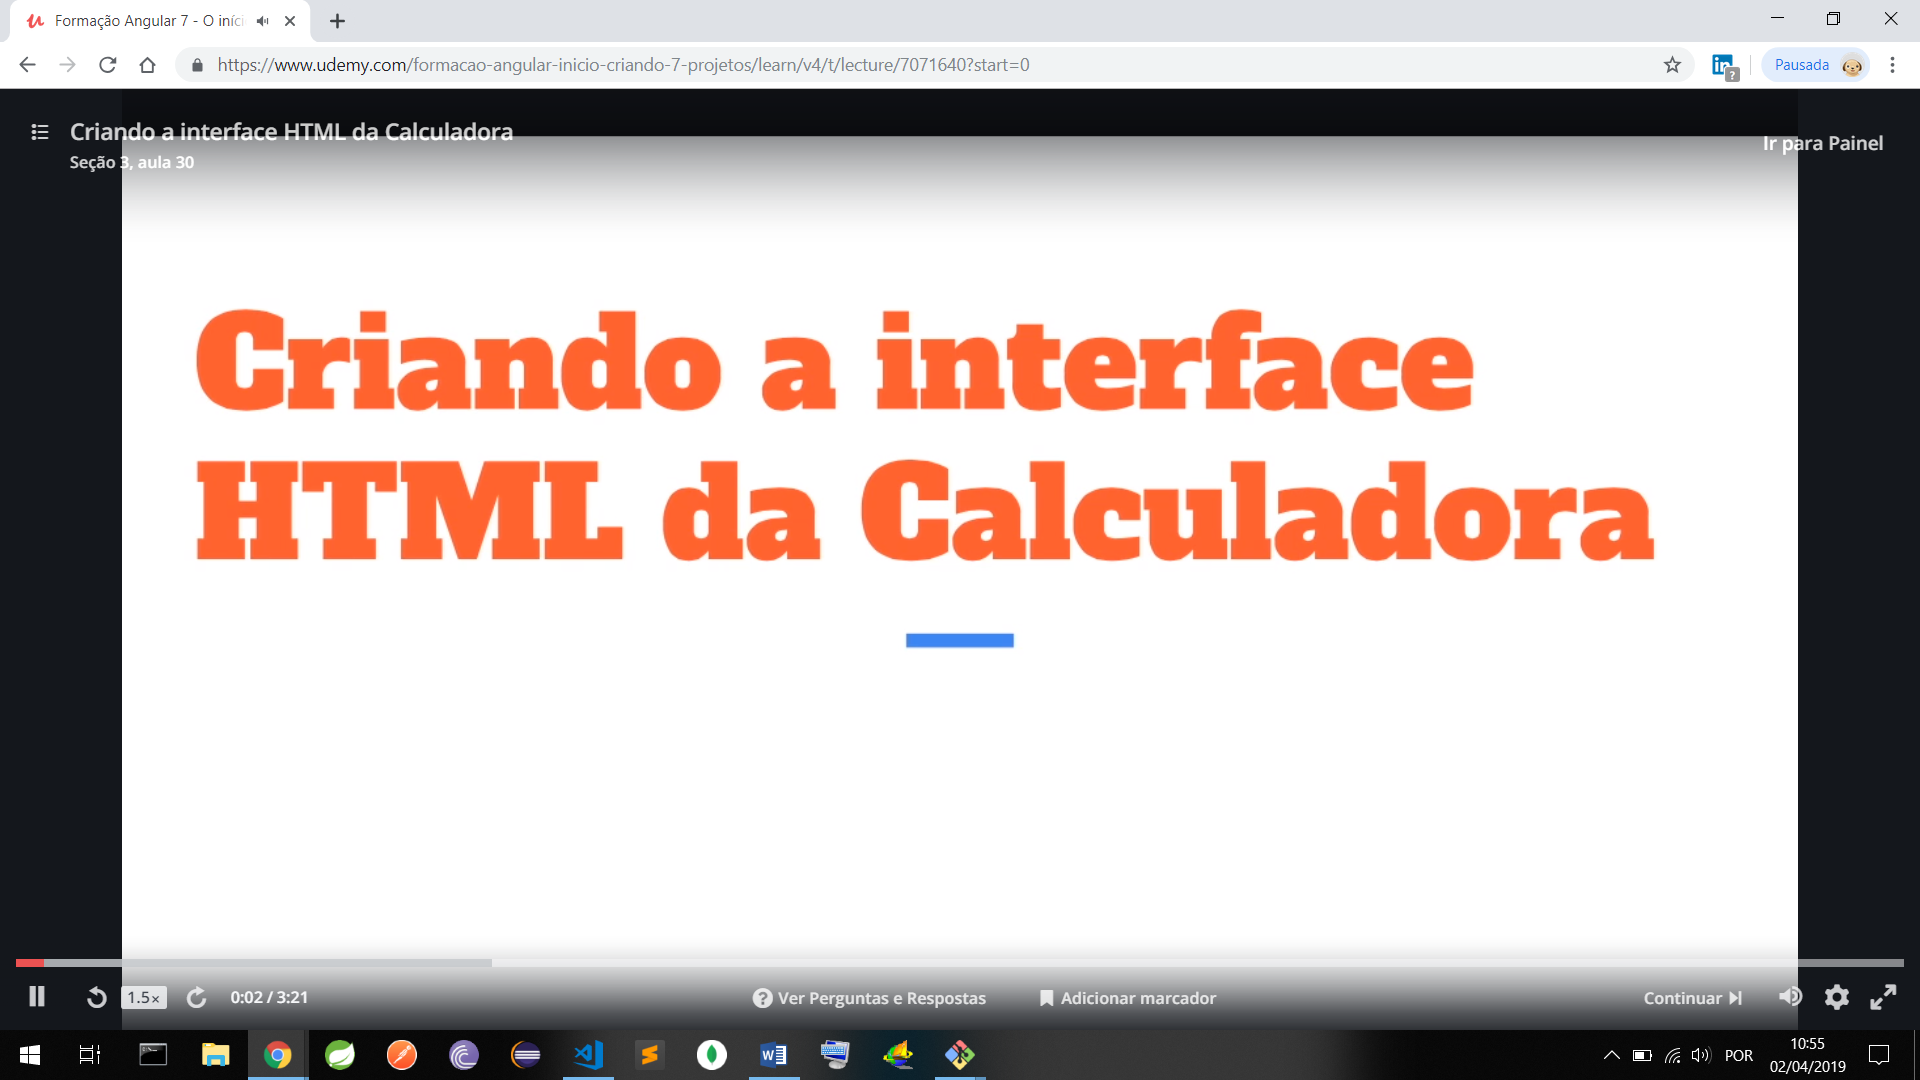 Formação Angular 7 - O iníci
https://www.udemy.com/formacao-angular-inicio-criando-7-projetos/learn/v4/t/lecture/7071640?start=0
Pausada
Criando a interface HTML da Calculadora
Seção 3, aula 30
Ir para Painel
Criando a interface
HTML da Calculadora
1.5×
0:02 / 3:21
? Ver Perguntas e Respostas
Adicionar marcador
Continuar
POR
10:55
02/04/2019